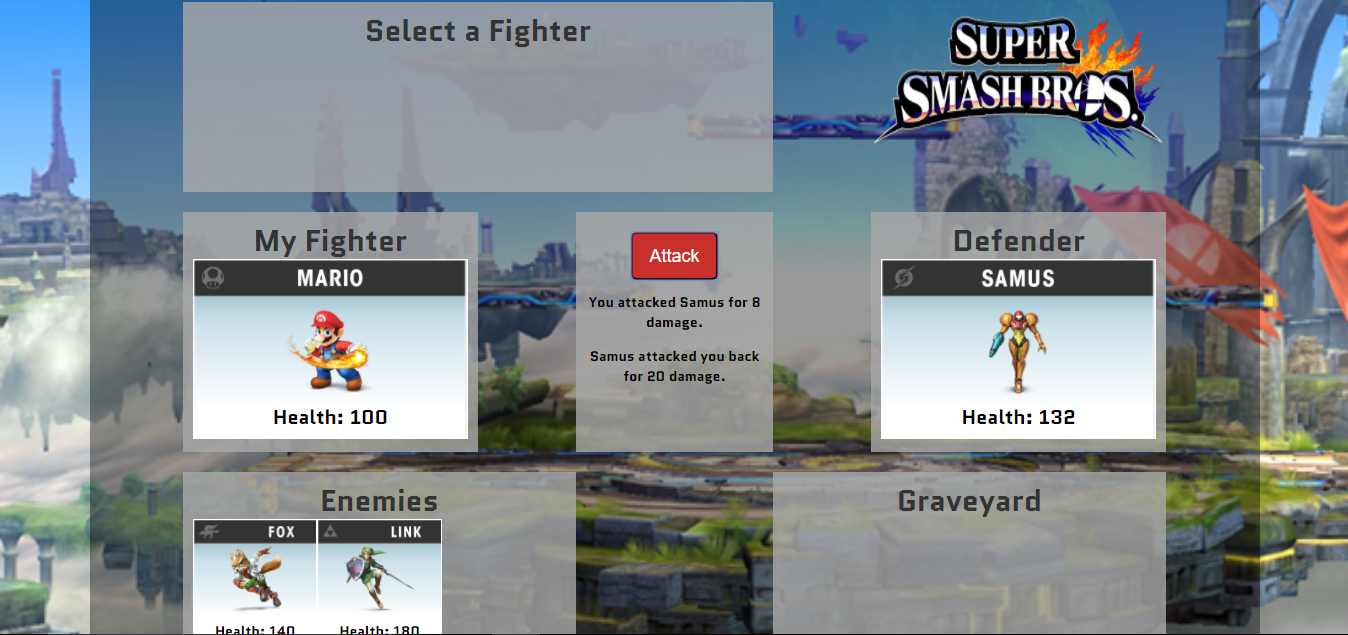 Select a Fighter
SUPER
SMASH BROS.
My Fighter
MARIO
Health: 100
Attack
You attacked Samus for 8
damage.
Samus attacked you back
for 20 damage.
Defender
SAMUS
Health: 132
Enemies
FOX
Health: 140
LINK
Health: 180
Graveyard